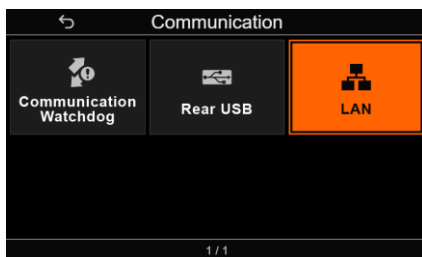 Communication
Communication
Watchdog
Rear USB
LAN
1 / 1